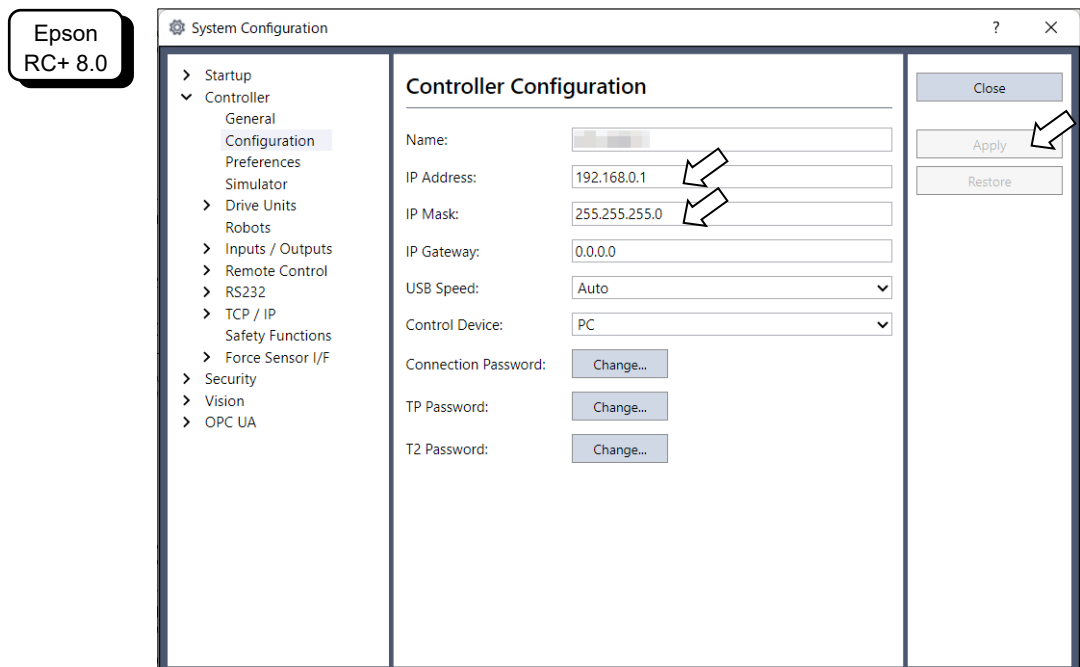 Epson
RC+ 8.0
System Configuration
?
Startup
Controller
General
Configuration
Preferences
Simulator
Drive Units
Robots
Inputs / Outputs
Remote Control
RS232
TCP / IP
Safety Functions
Force Sensor I/F
Security
Vision
OPC UA
Controller Configuration
Name:
IP Address: 192.168.0.1
IP Mask: 255.255.255.0
IP Gateway: 0.0.0.0
USB Speed: Auto
Control Device: PC
Connection Password: Change...
TP Password: Change...
T2 Password: Change...
Close
Apply
Restore